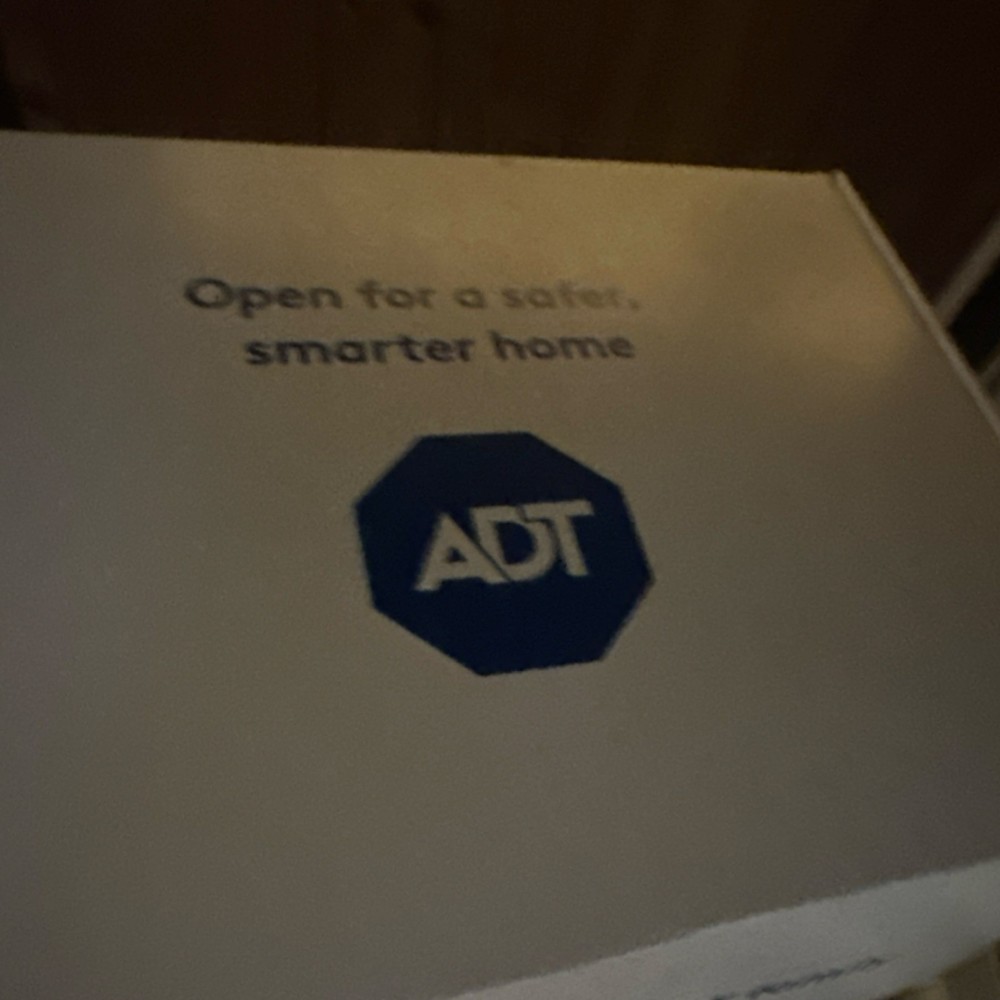 Open for a safer,
smarter home
ADT